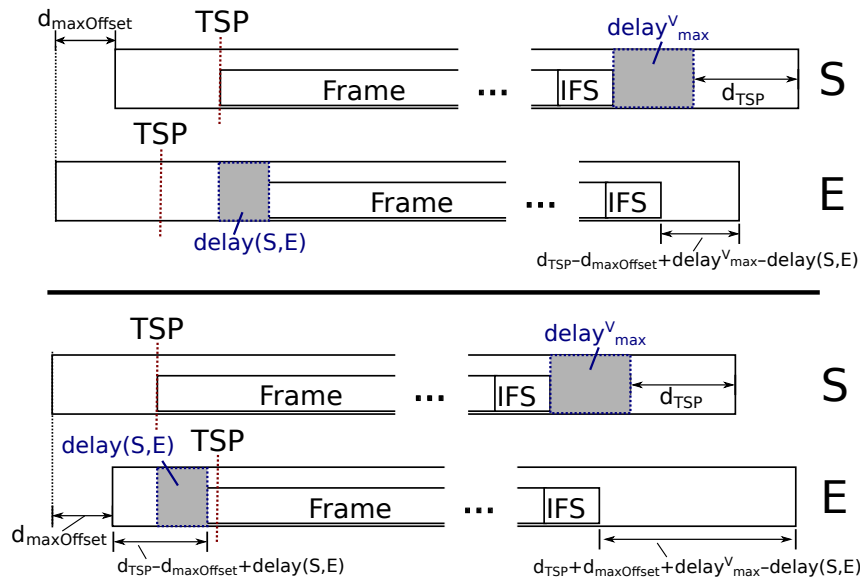 d_maxOffset
TSP
delay^V_max
Frame
...
IFS
d_TSP
S
TSP
Frame
...
IFS
E
delay(S,E)
d_TSP–d_maxOffset+delay^V_max–delay(S,E)
TSP
delay^V_max
Frame
...
IFS
d_TSP
S
delay(S,E)
TSP
Frame
...
IFS
E
d_maxOffset
d_TSP–d_maxOffset+delay(S,E)
d_TSP+d_maxOffset+delay^V_max–delay(S,E)